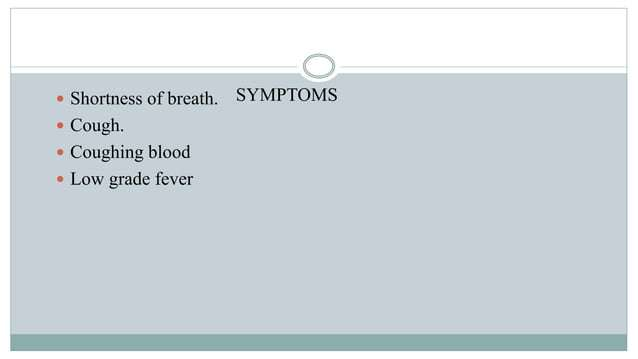 SYMPTOMS
Shortness of breath.
Cough.
Coughing blood
Low grade fever